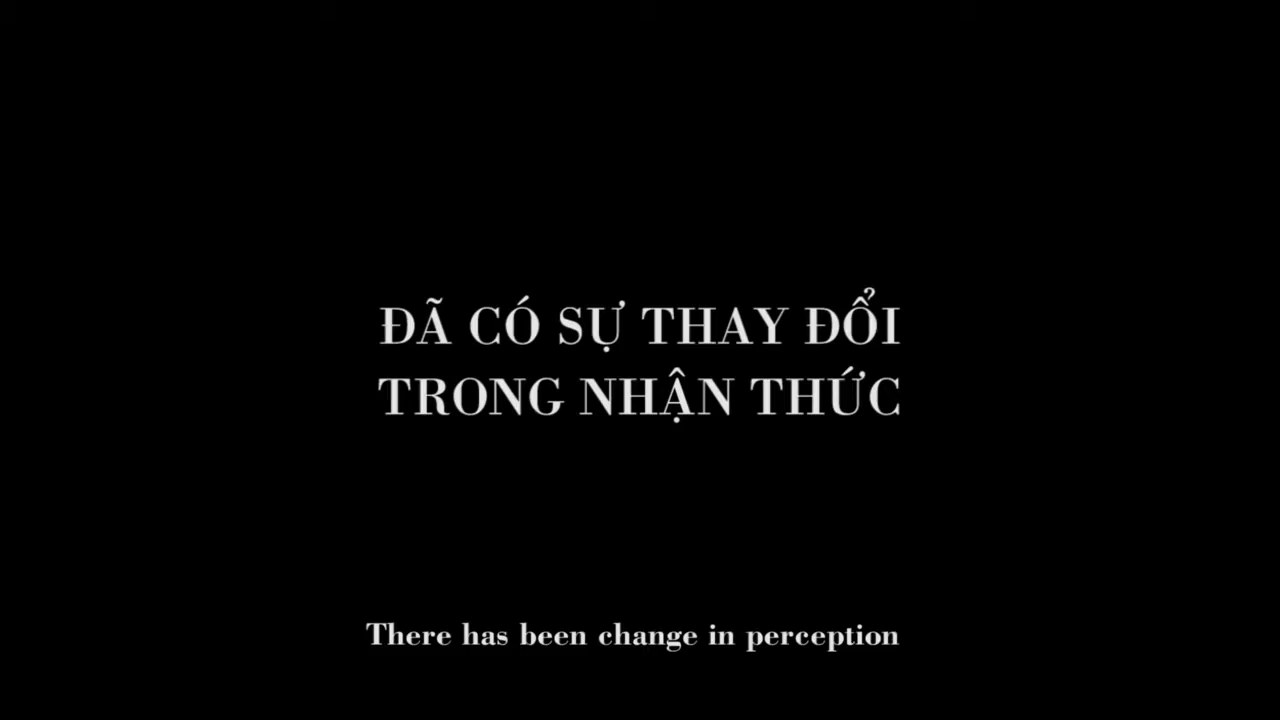 ĐÃ CÓ SỰ THAY ĐỔI
TRONG NHẬN THỨC
There has been change in perception